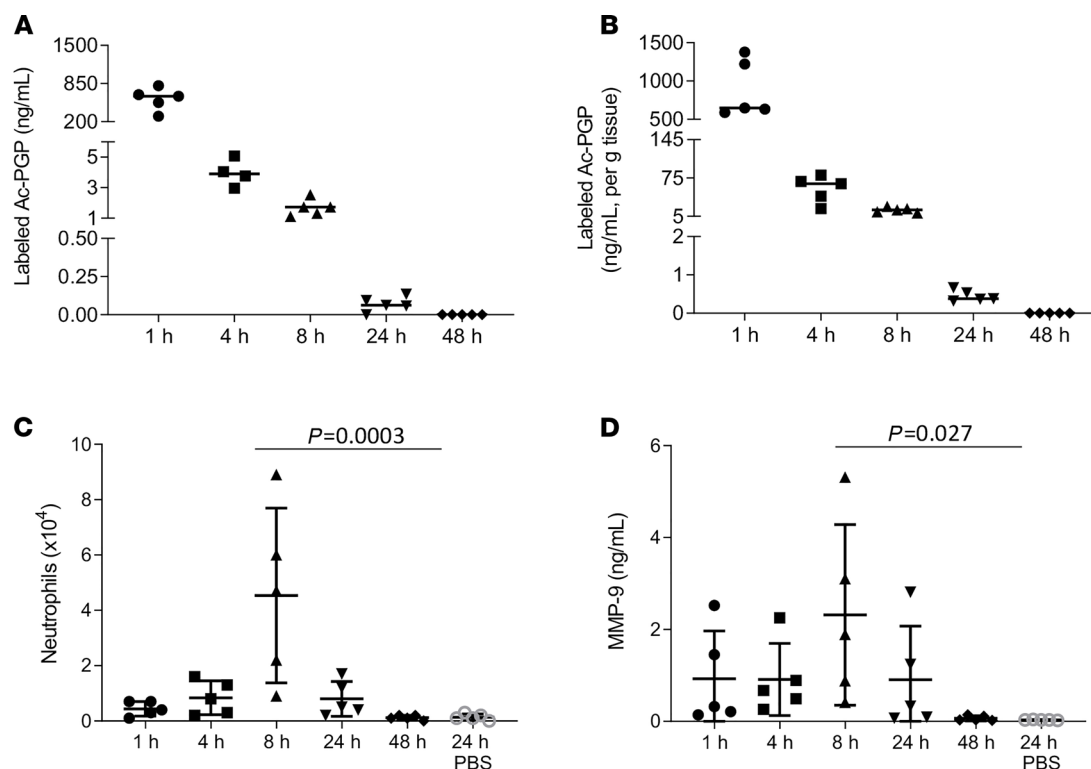 A
Labeled Ac-PGP (ng/mL)
1500
850
200
5
3
1
0.50
0.25
0.00
1 h 4 h 8 h 24 h 48 h
B
Labeled Ac-PGP
(ng/mL, per g tissue)
1500
1000
500
145
75
5
2
1
0
1 h 4 h 8 h 24 h 48 h
C
P=0.0003
Neutrophils (x10⁴)
10
8
6
4
2
0
1 h 4 h 8 h 24 h 48 h 24 h
PBS
D
P=0.027
MMP-9 (ng/mL)
6
4
2
0
1 h 4 h 8 h 24 h 48 h 24 h
PBS